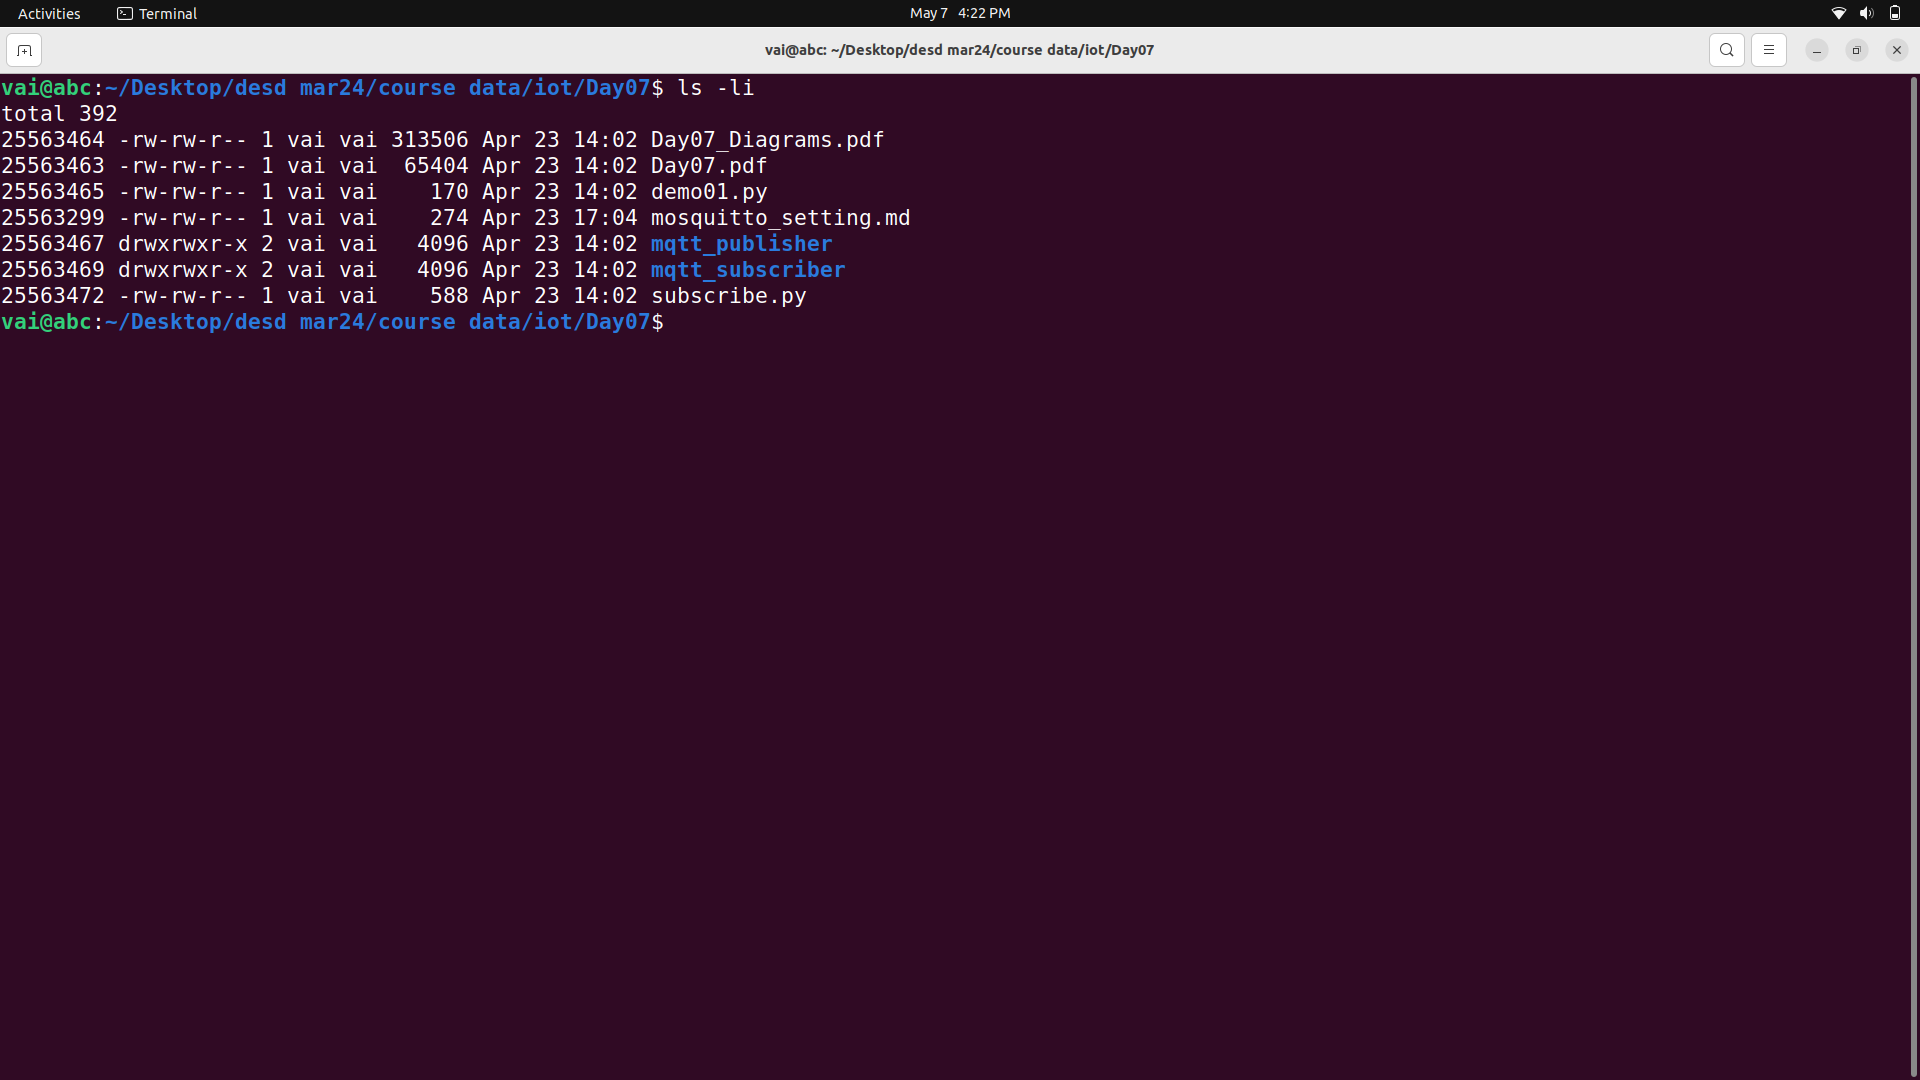 Activities Terminal May 7 4:22 PM
vai@abc: ~/Desktop/desd mar24/course data/iot/Day07
vai@abc:~/Desktop/desd mar24/course data/iot/Day07$ ls -li
total 392
25563464 -rw-rw-r-- 1 vai vai 313506 Apr 23 14:02 Day07_Diagrams.pdf
25563463 -rw-rw-r-- 1 vai vai  65404 Apr 23 14:02 Day07.pdf
25563465 -rw-rw-r-- 1 vai vai    170 Apr 23 14:02 demo01.py
25563299 -rw-rw-r-- 1 vai vai    274 Apr 23 17:04 mosquitto_setting.md
25563467 drwxrwxr-x 2 vai vai   4096 Apr 23 14:02 mqtt_publisher
25563469 drwxrwxr-x 2 vai vai   4096 Apr 23 14:02 mqtt_subscriber
25563472 -rw-rw-r-- 1 vai vai    588 Apr 23 14:02 subscribe.py
vai@abc:~/Desktop/desd mar24/course data/iot/Day07$